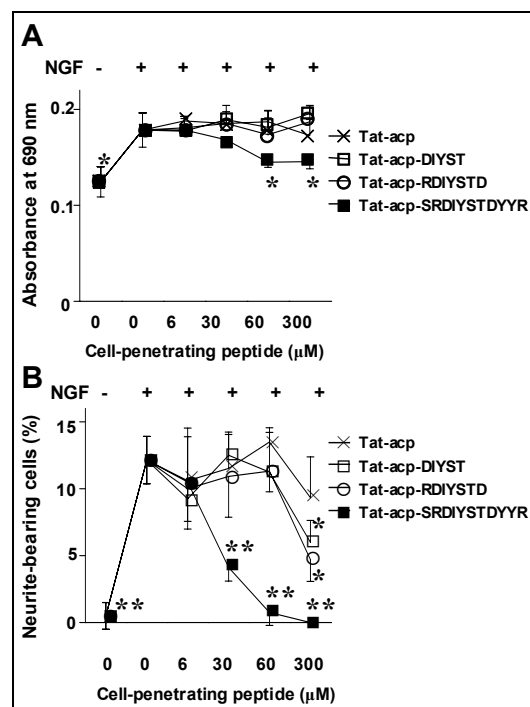 A
NGF - + + + + +
0.2
0.1
0
Absorbance at 690 nm
Tat-acp
Tat-acp-DIYST
Tat-acp-RDIYSTD
Tat-acp-SRDIYSTDYYR
*
* *
0 0 6 30 60 300
Cell-penetrating peptide (µM)
B
NGF - + + + + +
15
10
5
0
Neurite-bearing cells (%)
Tat-acp
Tat-acp-DIYST
Tat-acp-RDIYSTD
Tat-acp-SRDIYSTDYYR
*
*
**
** ** **
0 0 6 30 60 300
Cell-penetrating peptide (µM)